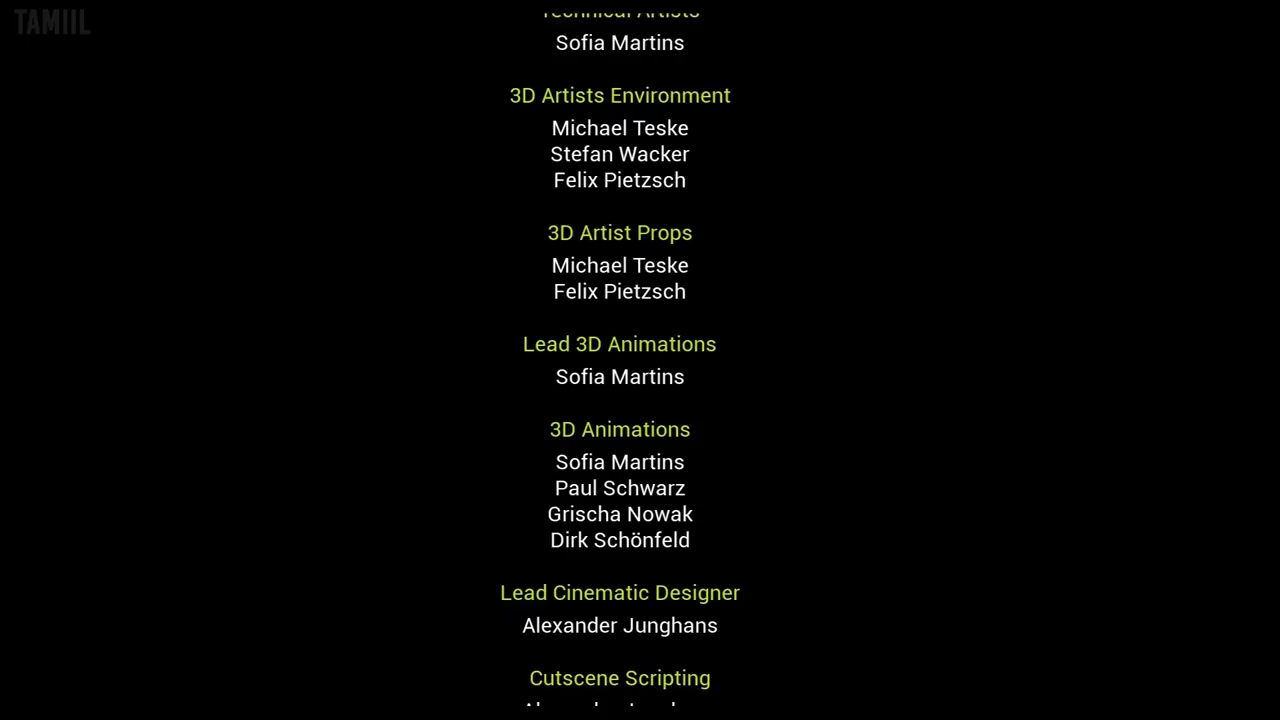 TAMIIL
Technical Artists
Sofia Martins
3D Artists Environment
Michael Teske
Stefan Wacker
Felix Pietzsch
3D Artist Props
Michael Teske
Felix Pietzsch
Lead 3D Animations
Sofia Martins
3D Animations
Sofia Martins
Paul Schwarz
Grischa Nowak
Dirk Schönfeld
Lead Cinematic Designer
Alexander Junghans
Cutscene Scripting